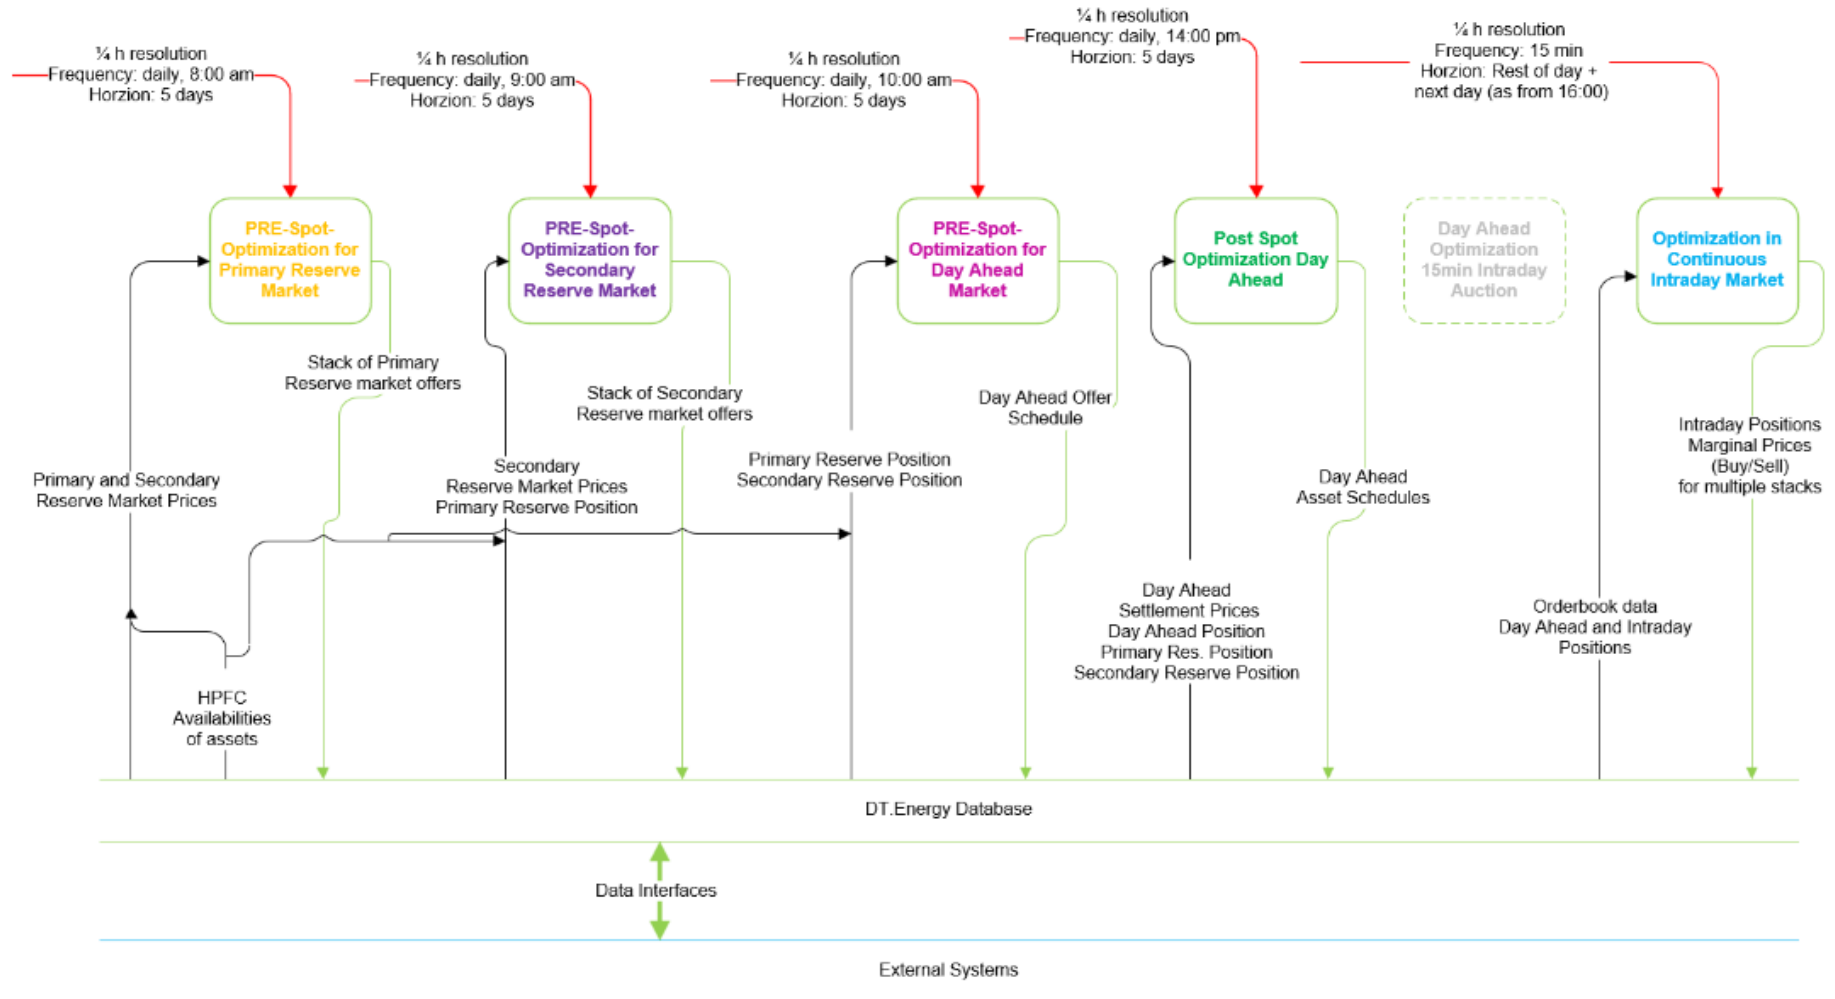 ¼ h resolution
Frequency: daily, 8:00 am
Horzion: 5 days
¼ h resolution
Frequency: daily, 9:00 am
Horzion: 5 days
¼ h resolution
Frequency: daily, 10:00 am
Horzion: 5 days
¼ h resolution
Frequency: daily, 14:00 pm
Horzion: 5 days
¼ h resolution
Frequency: 15 min
Horzion: Rest of day +
next day (as from 16:00)
PRE-Spot-
Optimization for
Primary Reserve
Market
PRE-Spot-
Optimization for
Secondary
Reserve Market
PRE-Spot-
Optimization for
Day Ahead
Market
Post Spot
Optimization Day
Ahead
Day Ahead
Optimization
15min Intraday
Auction
Optimization in
Continuous
Intraday Market
Stack of Primary
Reserve market offers
Stack of Secondary
Reserve market offers
Day Ahead Offer
Schedule
Intraday Positions
Marginal Prices
(Buy/Sell)
for multiple stacks
Primary and Secondary
Reserve Market Prices
Secondary
Reserve Market Prices
Primary Reserve Position
Primary Reserve Position
Secondary Reserve Position
Day Ahead
Asset Schedules
Day Ahead
Settlement Prices
Day Ahead Position
Primary Res. Position
Secondary Reserve Position
Orderbook data
Day Ahead and Intraday
Positions
HPFC
Availabilities
of assets
DT.Energy Database
Data Interfaces
External Systems